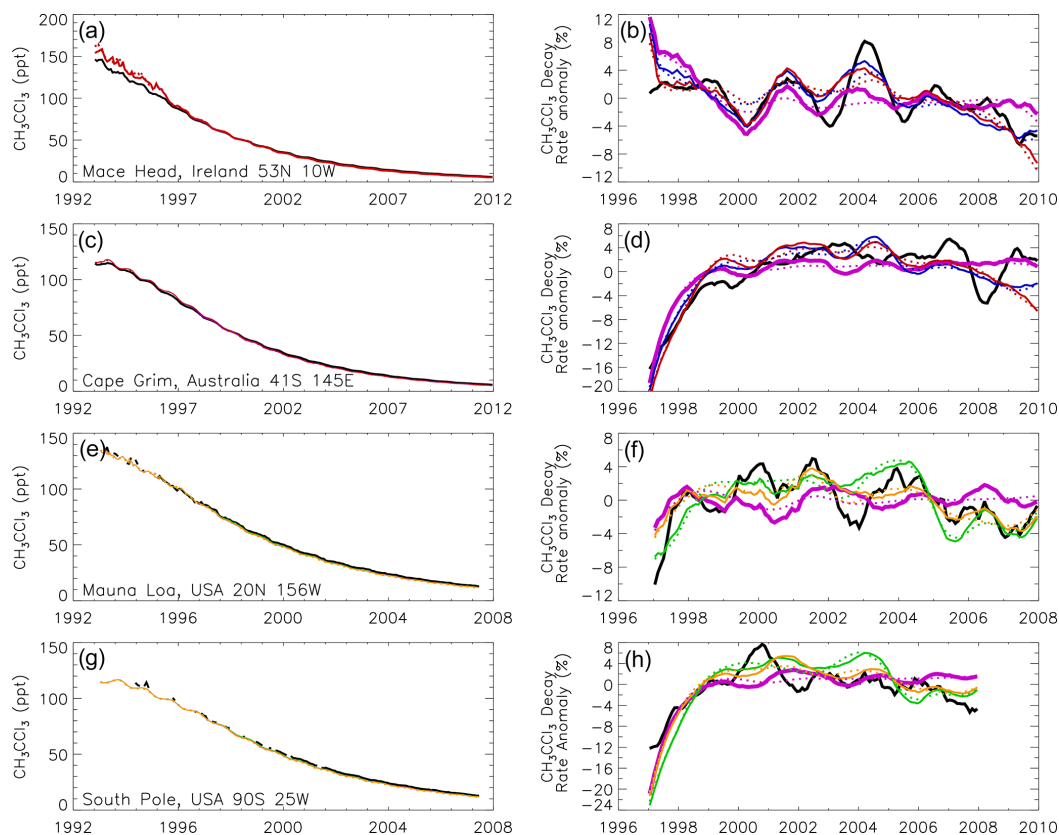 (a)
CH₃CCl₃ (ppt)
200
150
100
50
0
Mace Head, Ireland 53N 10W
1992 1997 2002 2007 2012
(b)
CH₃CCl₃ Decay
Rate anomaly (%)
12
8
4
0
-4
-8
-12
1996 1998 2000 2002 2004 2006 2008 2010
(c)
CH₃CCl₃ (ppt)
150
100
50
0
Cape Grim, Australia 41S 145E
1992 1997 2002 2007 2012
(d)
CH₃CCl₃ Decay
Rate anomaly (%)
8
4
0
-4
-8
-12
-16
-20
1996 1998 2000 2002 2004 2006 2008 2010
(e)
CH₃CCl₃ (ppt)
150
100
50
0
Mauna Loa, USA 20N 156W
1992 1996 2000 2004 2008
(f)
CH₃CCl₃ Decay
Rate anomaly (%)
8
4
0
-4
-8
-12
1996 1998 2000 2002 2004 2006 2008
(g)
CH₃CCl₃ (ppt)
150
100
50
0
South Pole, USA 90S 25W
1992 1996 2000 2004 2008
(h)
CH₃CCl₃ Decay
Rate Anomaly (%)
8
4
0
-4
-8
-12
-16
-20
-24
1996 1998 2000 2002 2004 2006 2008 2010